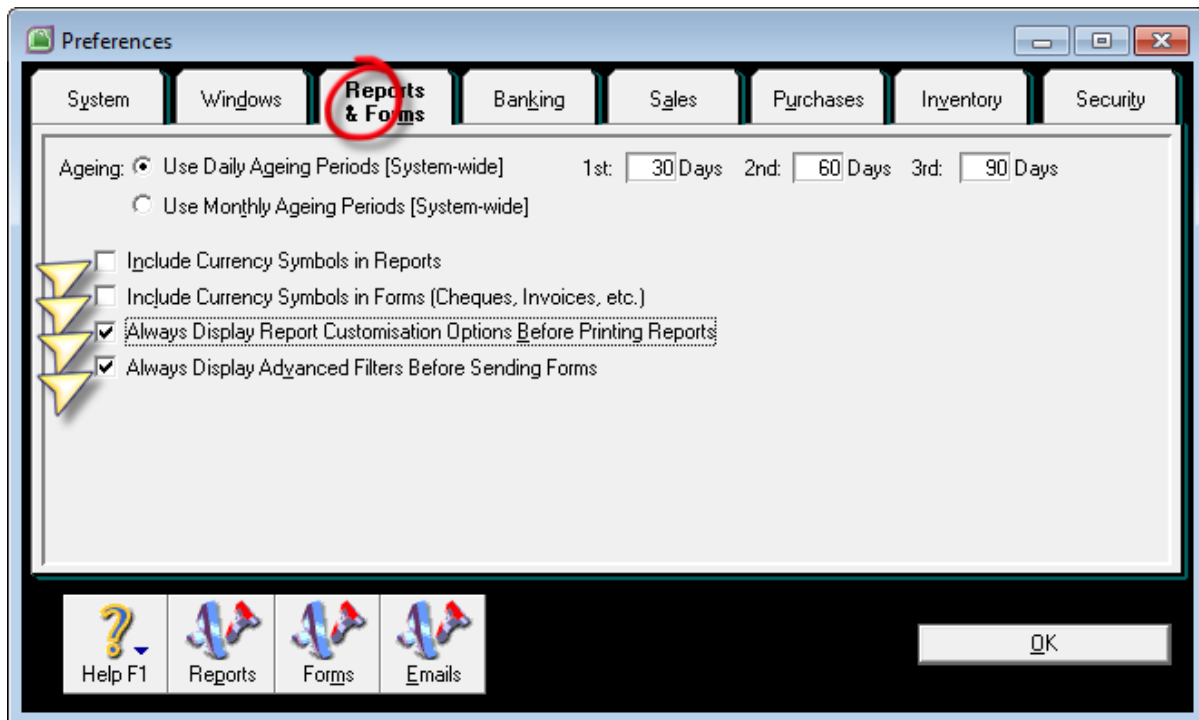 Preferences
System Windows Reports & Forms Banking Sales Purchases Inventory Security
Ageing: Use Daily Ageing Periods [System-wide] 1st: 30 Days 2nd: 60 Days 3rd: 90 Days
Use Monthly Ageing Periods [System-wide]
Include Currency Symbols in Reports
Include Currency Symbols in Forms (Cheques, Invoices, etc.)
Always Display Report Customisation Options Before Printing Reports
Always Display Advanced Filters Before Sending Forms
Help F1 Reports Forms Emails OK